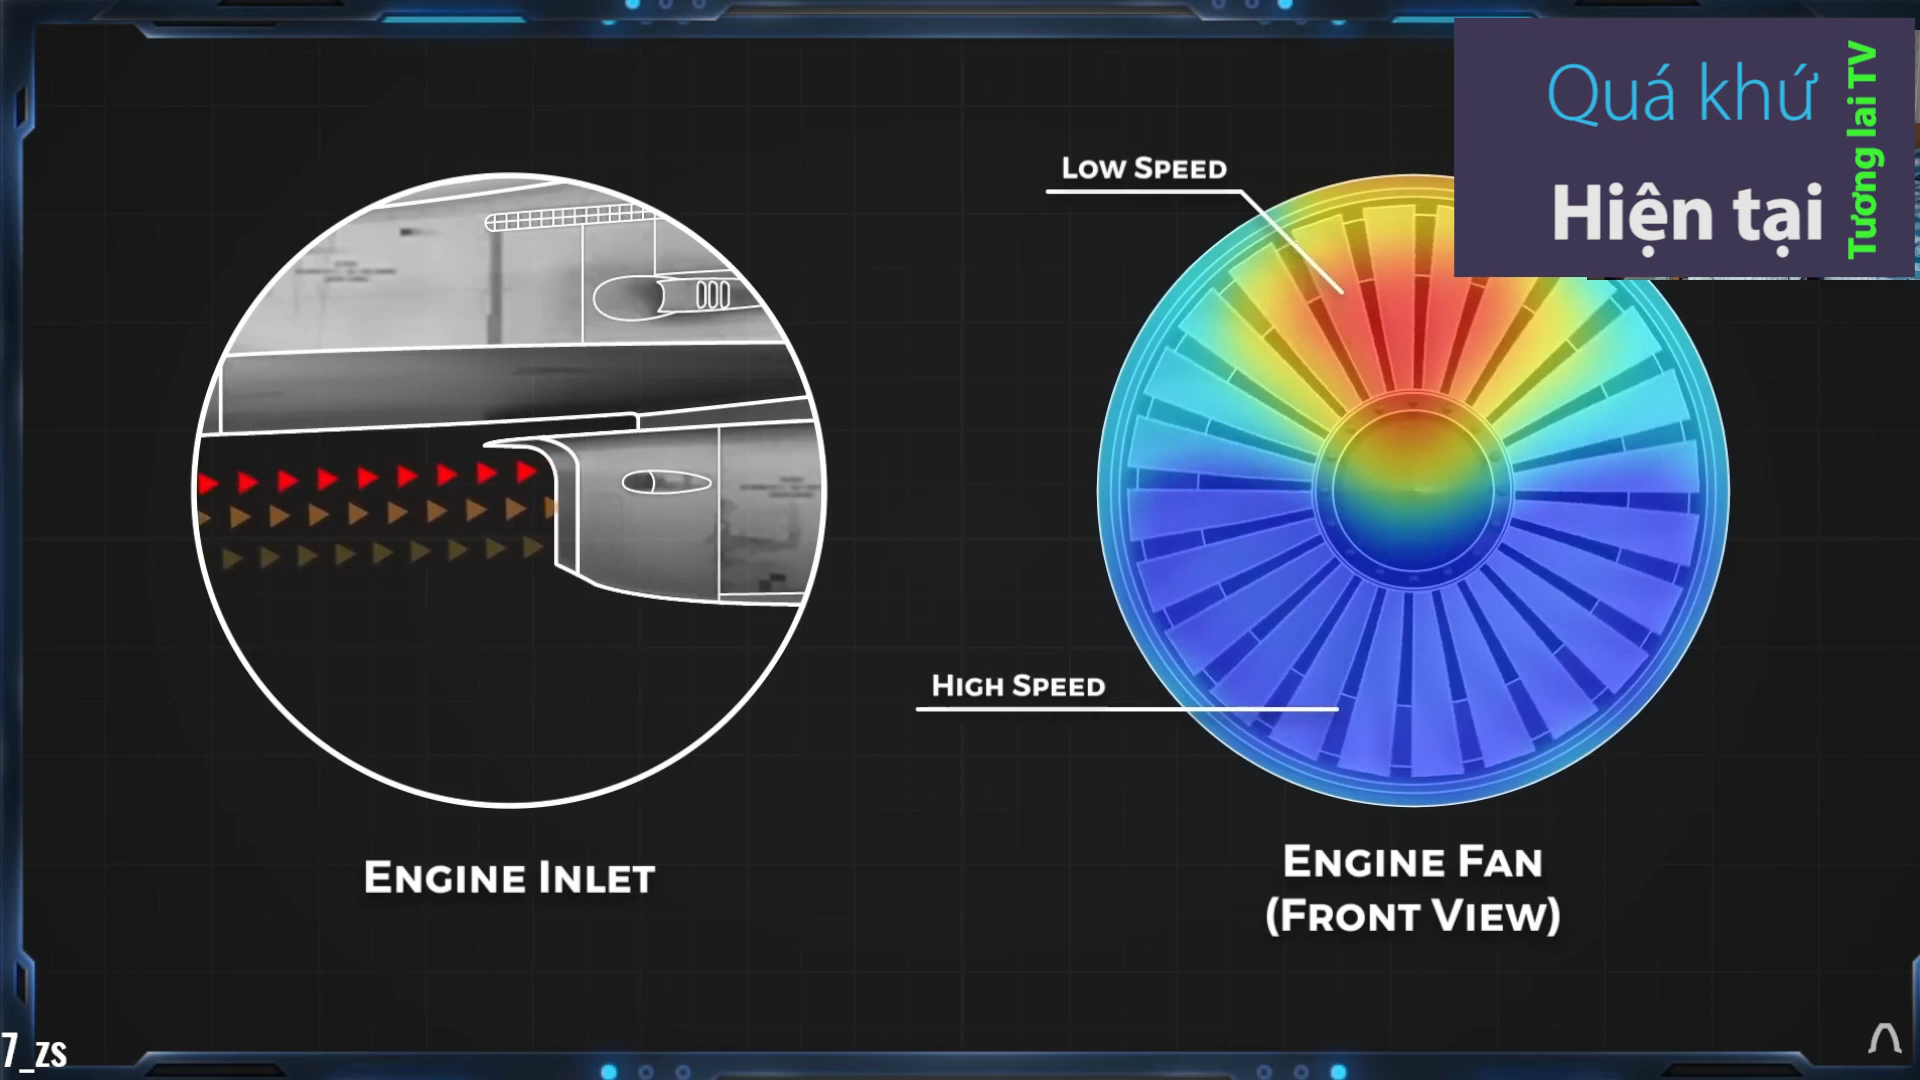 Quá khứ
Hiện tại
Tương lai TV
LOW SPEED
HIGH SPEED
ENGINE INLET
ENGINE FAN
(FRONT VIEW)
7_zs